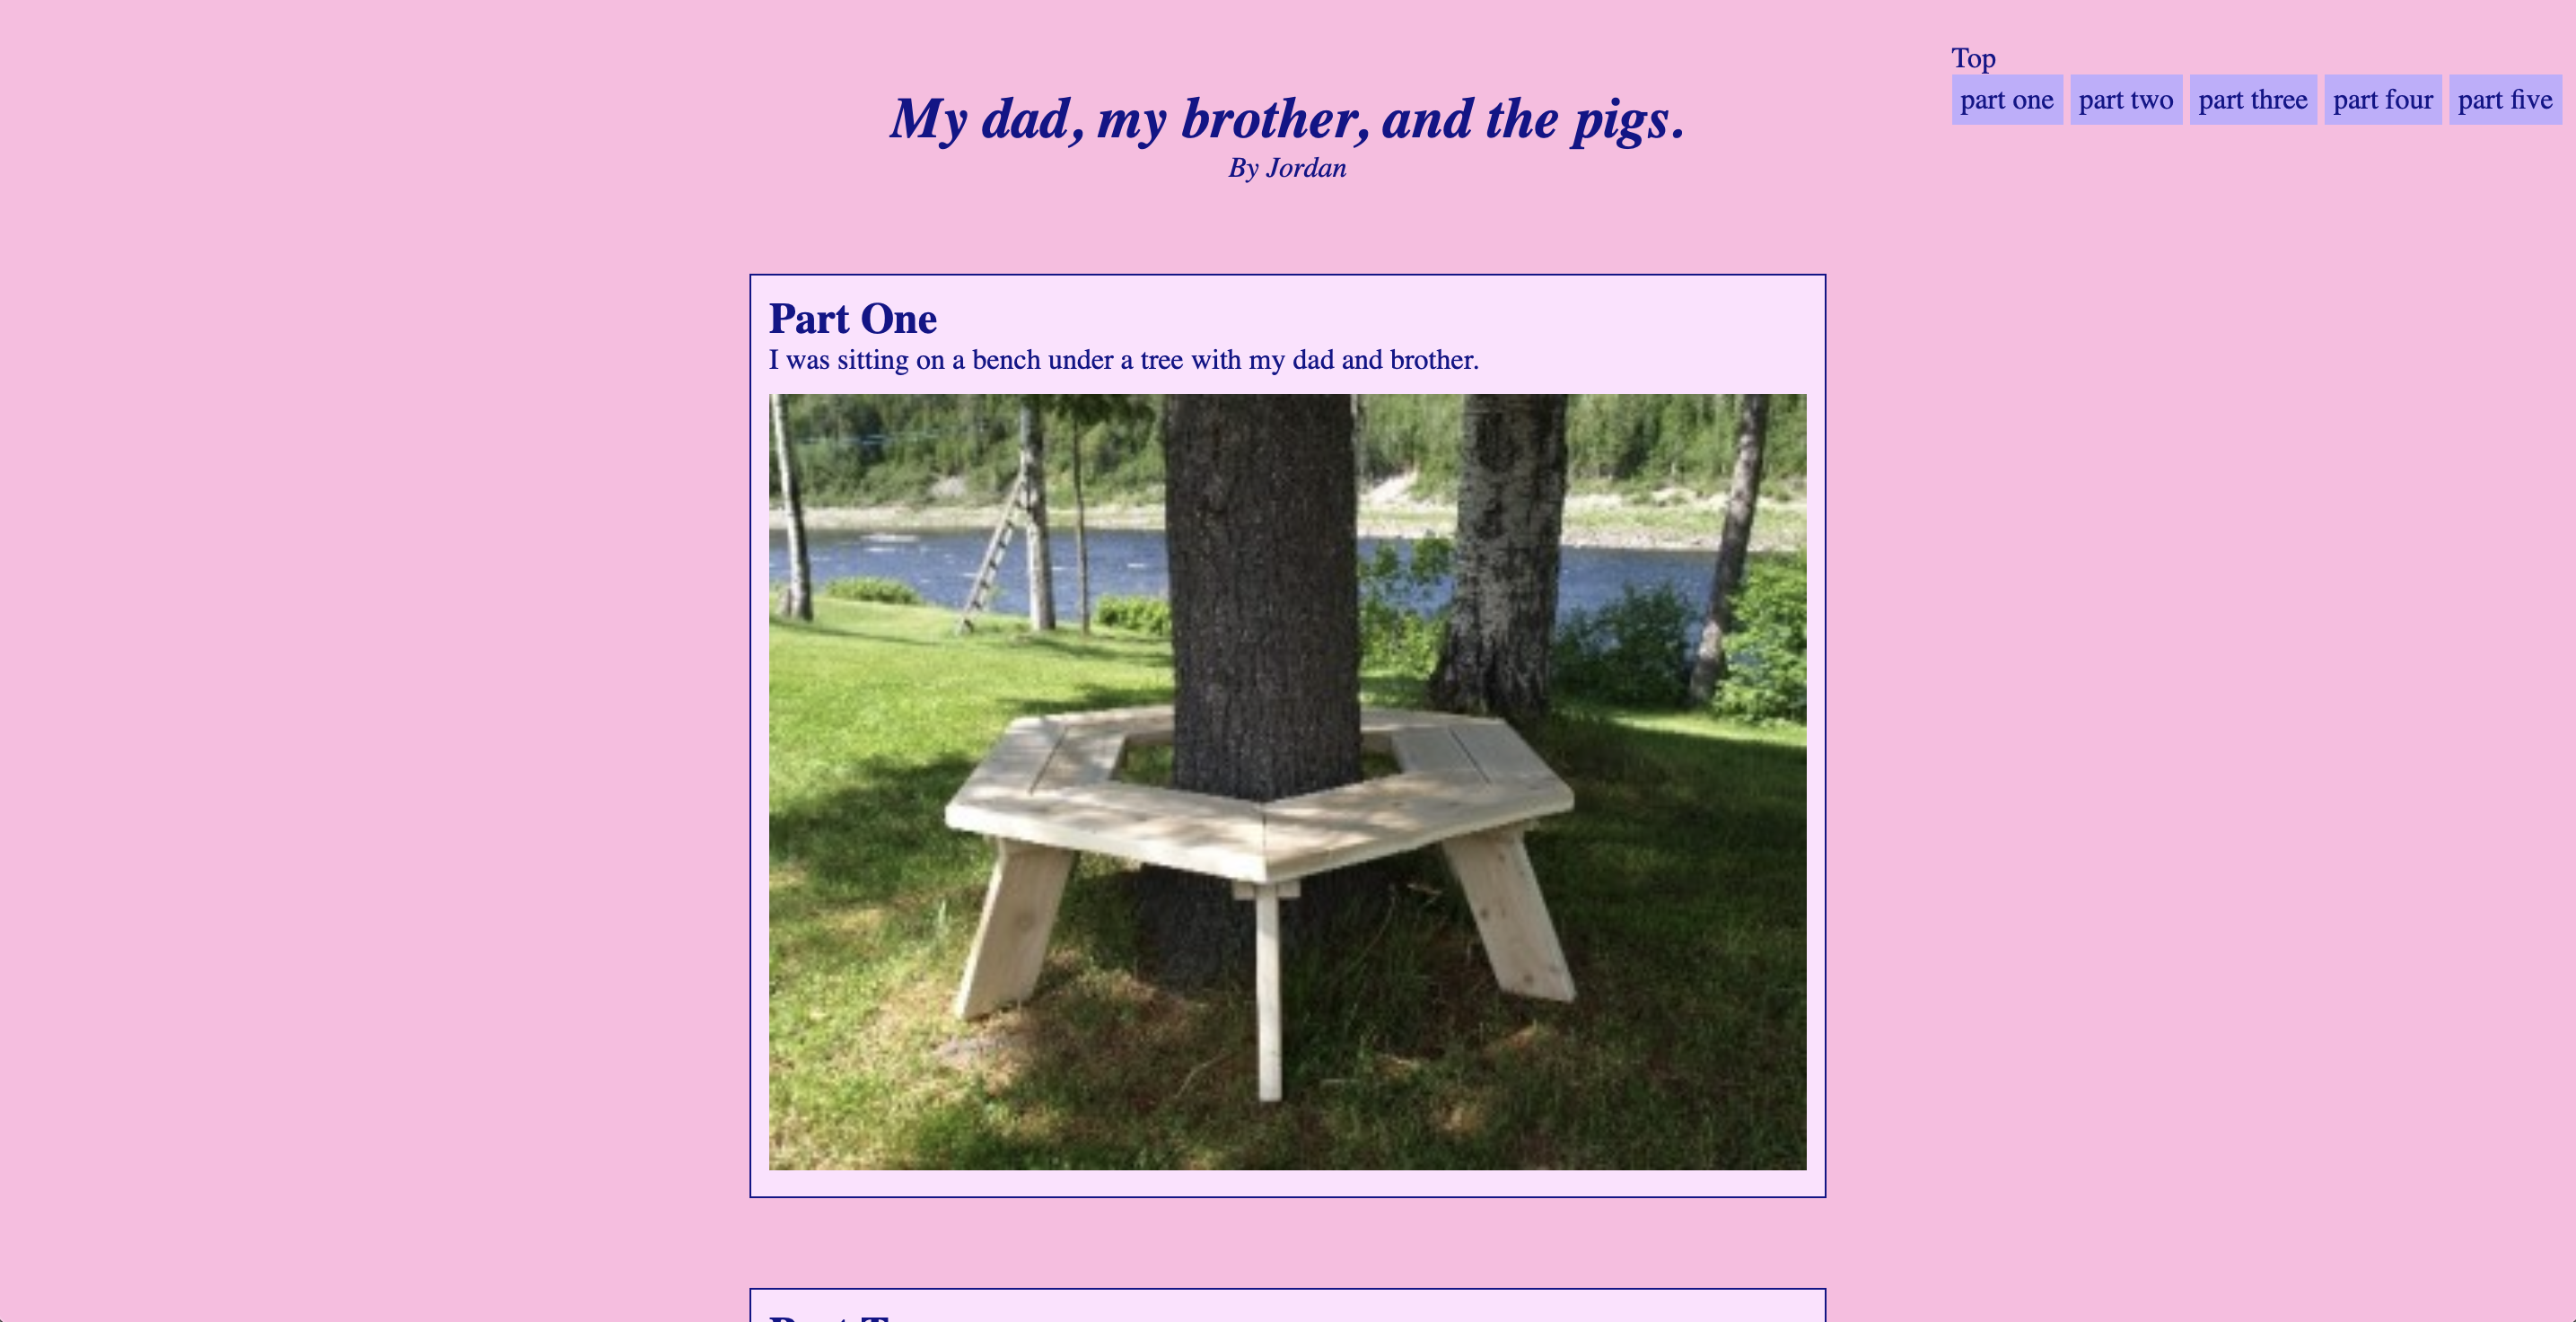 Top
part one part two part three part four part five
My dad, my brother, and the pigs.
By Jordan
Part One
I was sitting on a bench under a tree with my dad and brother.